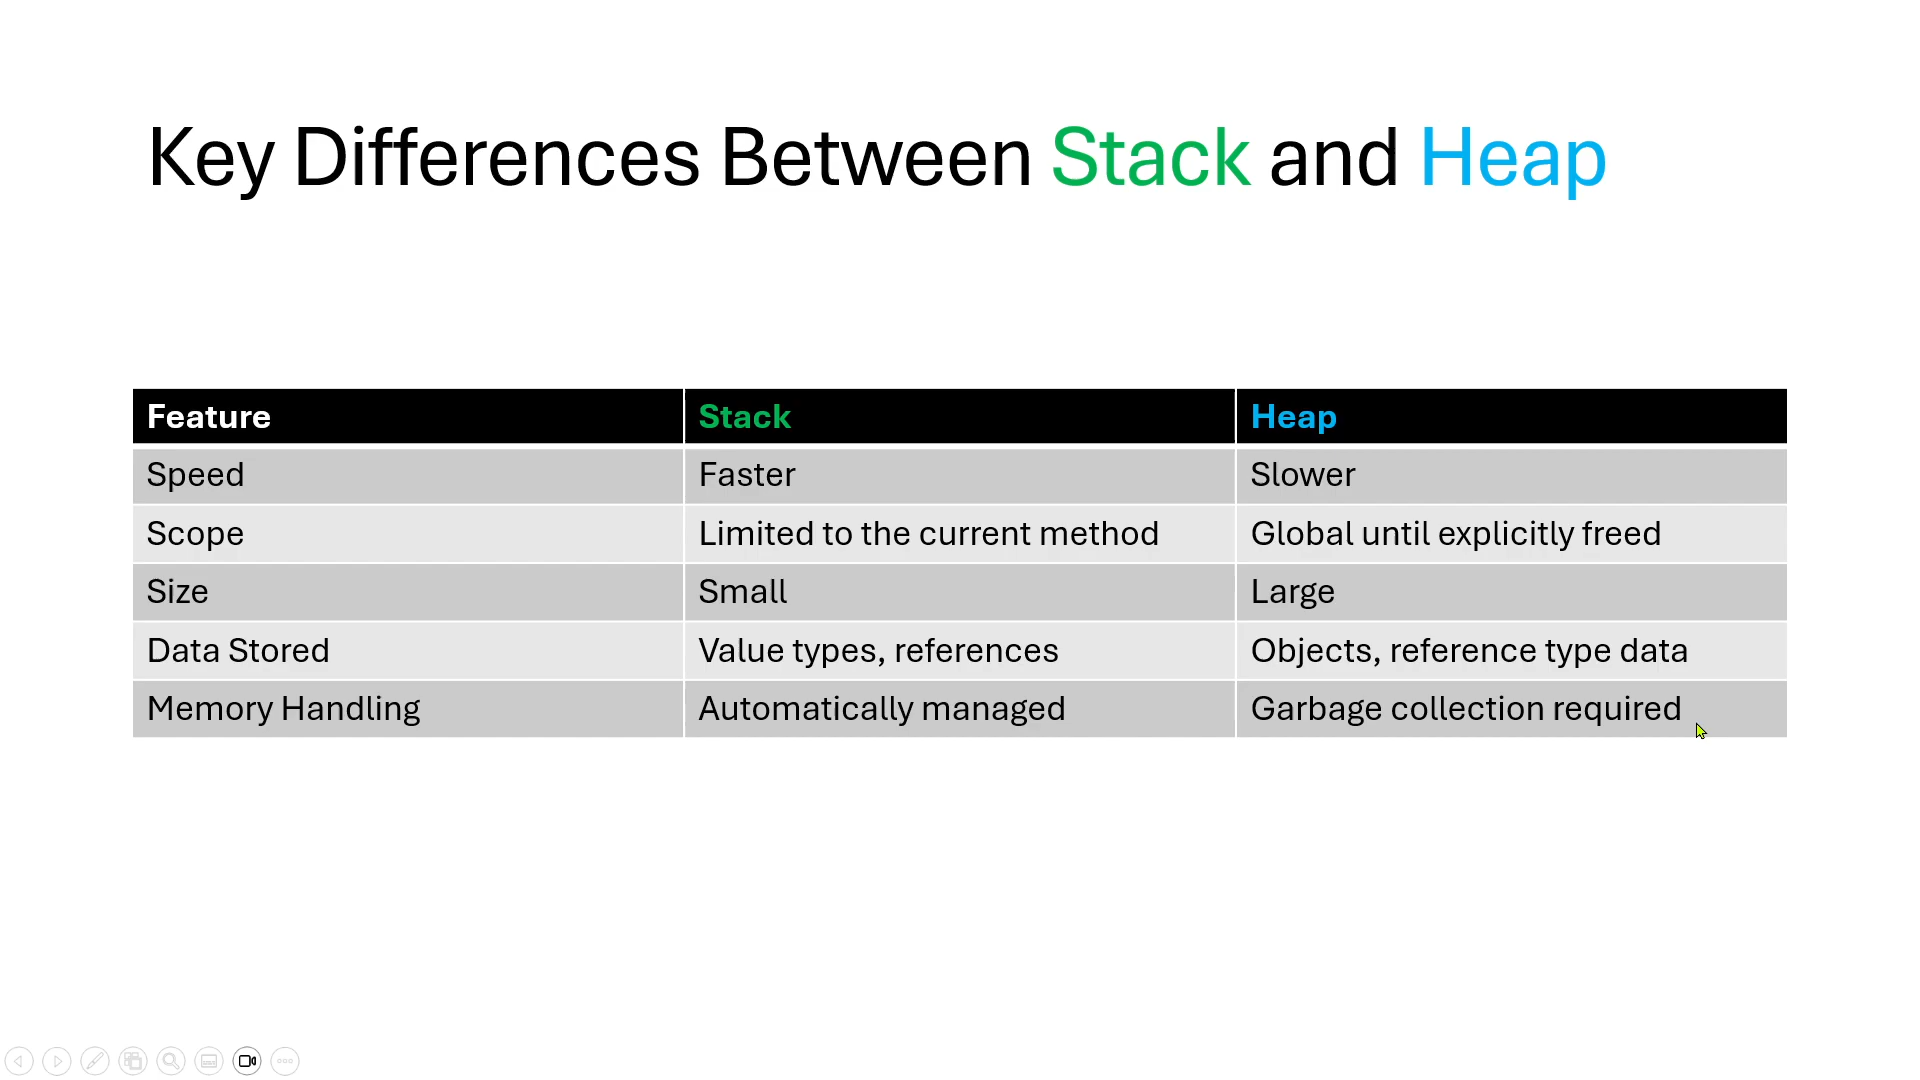 Key Differences Between Stack and Heap
Feature Stack Heap
Speed Faster Slower
Scope Limited to the current method Global until explicitly freed
Size Small Large
Data Stored Value types, references Objects, reference type data
Memory Handling Automatically managed Garbage collection required